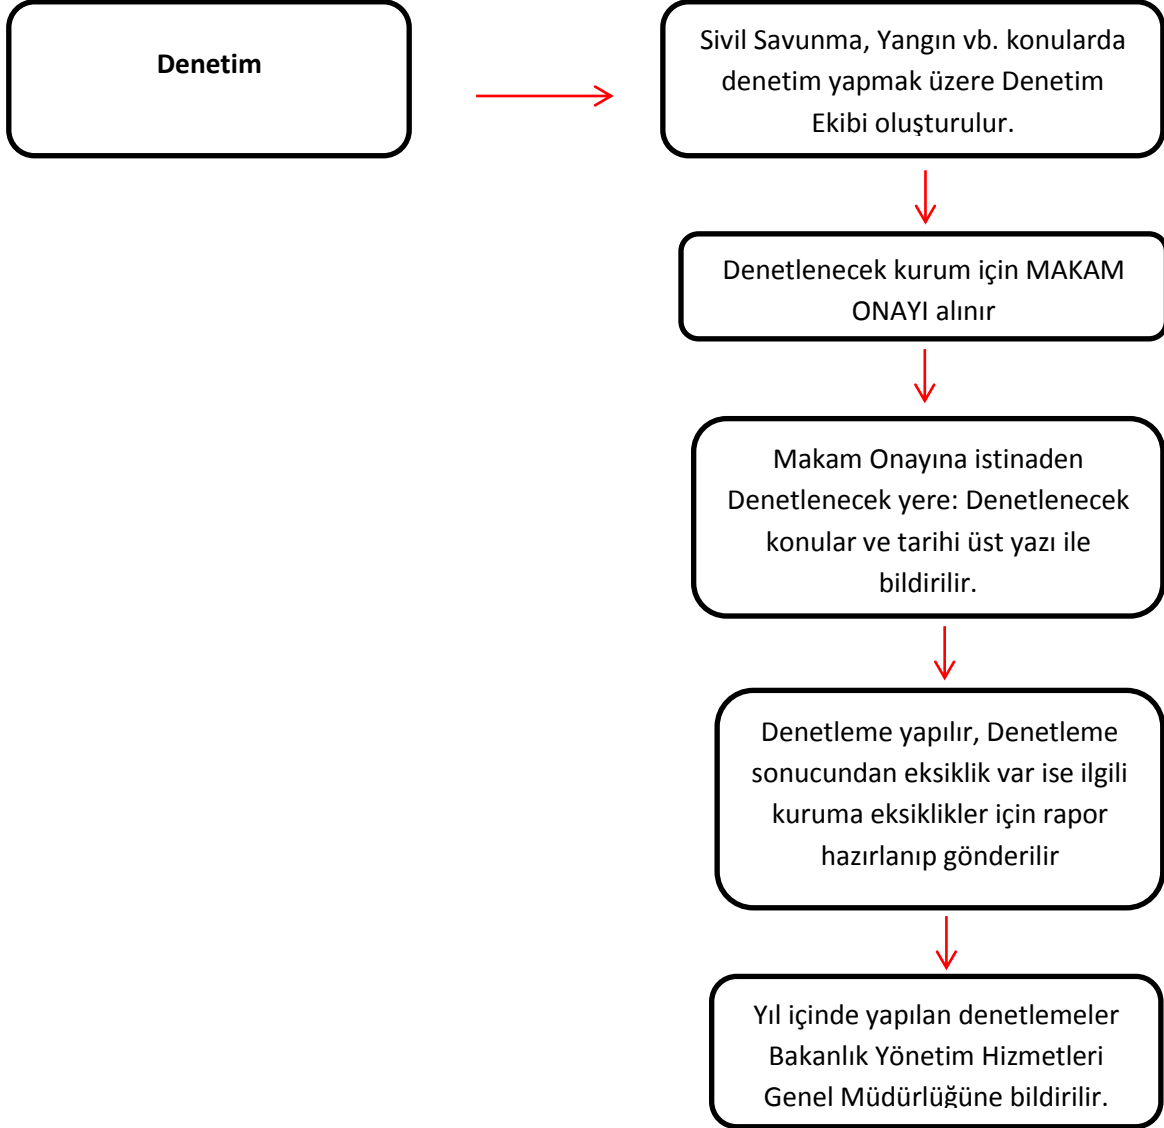 Denetim
Sivil Savunma, Yangın vb. konularda
denetim yapmak üzere Denetim
Ekibi oluşturulur.
Denetlenecek kurum için MAKAM
ONAYI alınır
Makam Onayına istinaden
Denetlenecek yere: Denetlenecek
konular ve tarihi üst yazı ile
bildirilir.
Denetleme yapılır, Denetleme
sonucundan eksiklik var ise ilgili
kuruma eksiklikler için rapor
hazırlanıp gönderilir
Yıl içinde yapılan denetlemeler
Bakanlık Yönetim Hizmetleri
Genel Müdürlüğüne bildirilir.